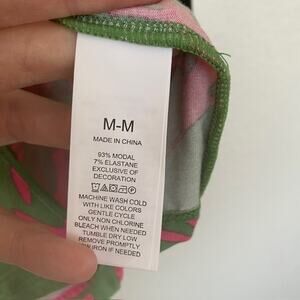 M-M
MADE IN CHINA
93% MODAL
7% ELASTANE
EXCLUSIVE OF
DECORATION
MACHINE WASH COLD
WITH LIKE COLORS
GENTLE CYCLE
ONLY NON CHLORINE
BLEACH WHEN NEEDED
TUMBLE DRY LOW
REMOVE PROMPTLY
IRON IF NEEDED